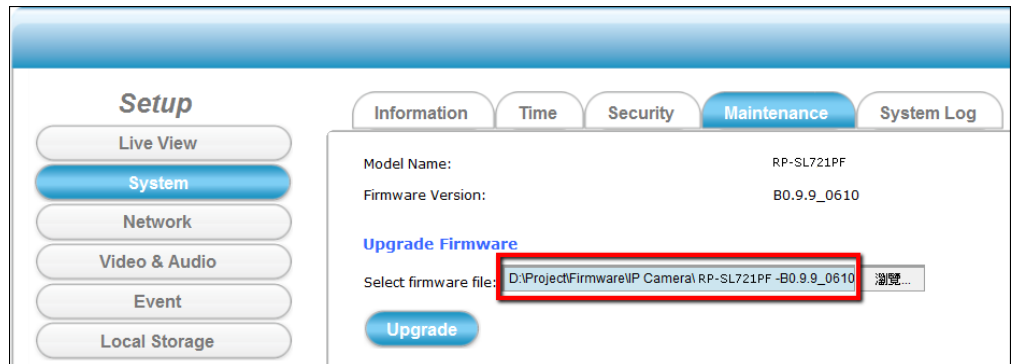 Setup
Live View
System
Network
Video & Audio
Event
Local Storage
Information Time Security Maintenance System Log
Model Name: RP-SL721PF
Firmware Version: B0.9.9_0610
Upgrade Firmware
Select firmware file: D:\Project\Firmware\IP Camera\ RP-SL721PF -B0.9.9_0610 瀏覽...
Upgrade